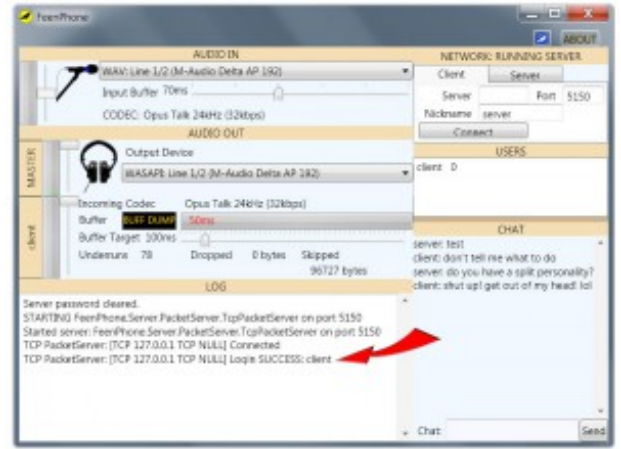 FeenPhone
ABOUT
AUDIO IN
WAV: Line 1/2 (M-Audio Delta AP 192)
Input Buffer 70ms
CODEC: Opus Talk 24kHz (32kbps)
AUDIO OUT
MASTER
Output Device
WASAPI: Line 1/2 (M-Audio Delta AP 192)
client
Incoming Codec Opus Talk 24kHz (32kbps)
Buffer BUFF DUMP 50ms
Buffer Target 100ms
Underruns 78 Dropped 0 bytes Skipped
96727 bytes
LOG
Server password cleared.
STARTING FeenPhone.Server.PacketServer.TcpPacketServer on port 5150
Started server: FeenPhone.Server.PacketServer.TcpPacketServer on port 5150
TCP PacketServer: [TCP 127.0.0.1 TCP NULL] Connected
TCP PacketServer: [TCP 127.0.0.1 TCP NULL] Login SUCCESS: client
NETWORK: RUNNING SERVER
Client Server
Server Port 5150
Nickname server
Connect
USERS
client 0
CHAT
server: test
client: don't tell me what to do
server: do you have a split personality?
client: shut up! get out of my head! lol
Chat: Send